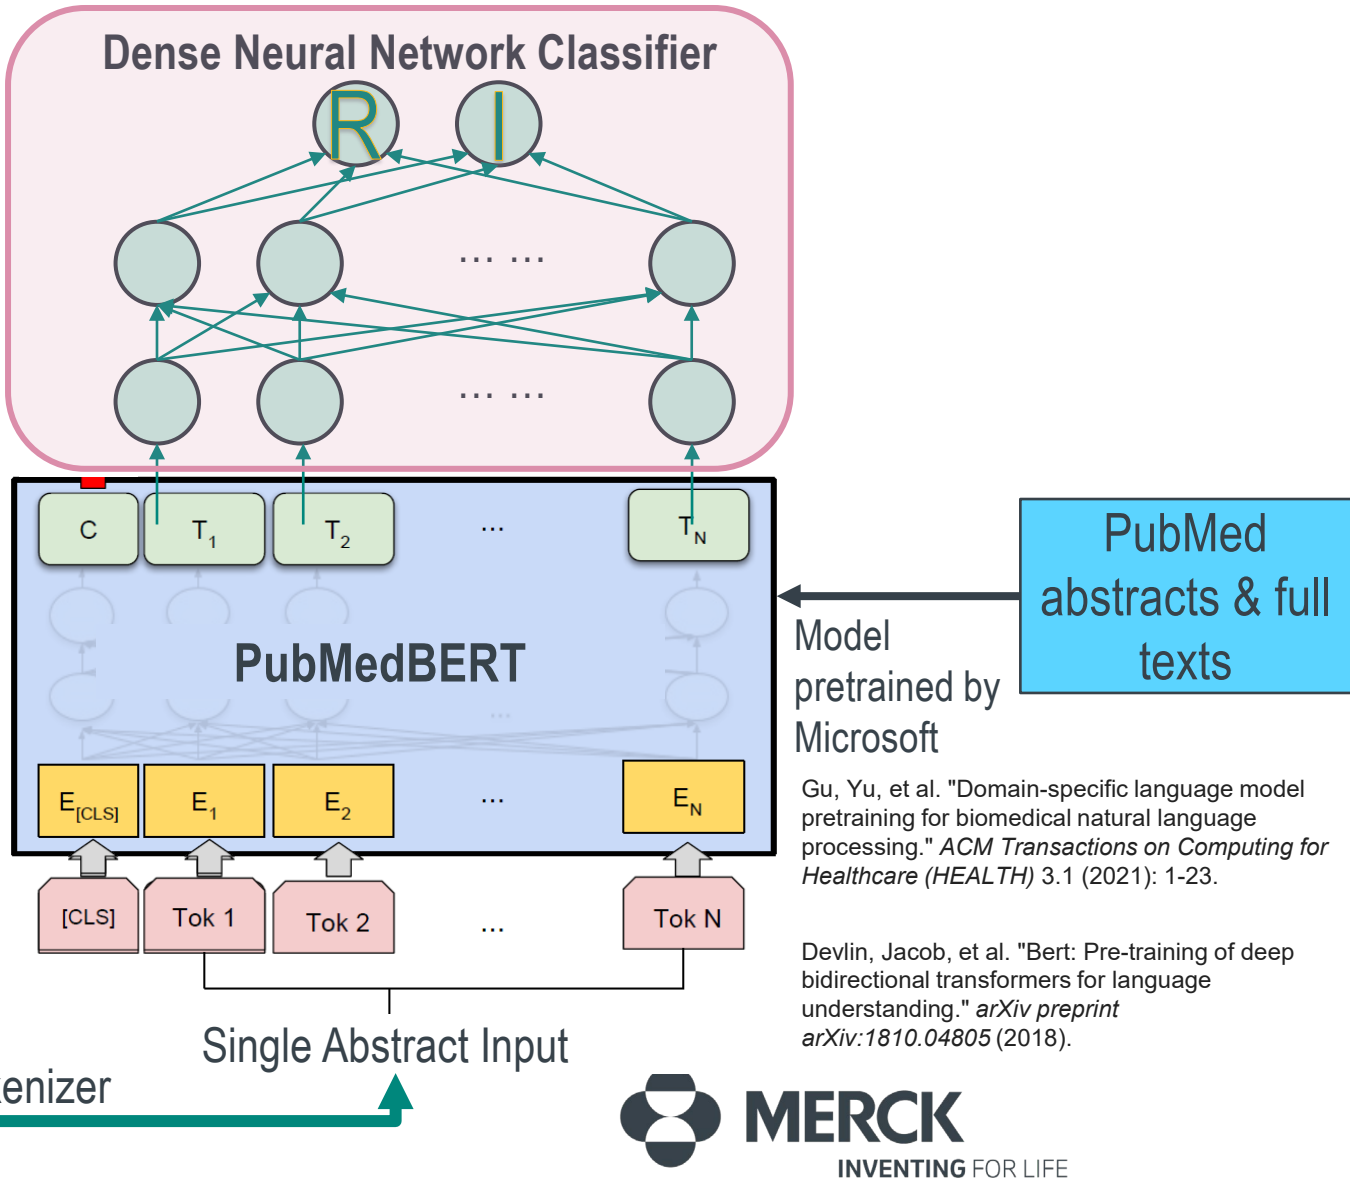 Dense Neural Network Classifier
R I
... ...
... ...
C T1 T2 ... TN
PubMedBERT
...
E[CLS] E1 E2 ... EN
[CLS] Tok 1 Tok 2 ... Tok N
Single Abstract Input
kenizer
PubMed
abstracts & full
texts
Model
pretrained by
Microsoft
Gu, Yu, et al. "Domain-specific language model
pretraining for biomedical natural language
processing." ACM Transactions on Computing for
Healthcare (HEALTH) 3.1 (2021): 1-23.
Devlin, Jacob, et al. "Bert: Pre-training of deep
bidirectional transformers for language
understanding." arXiv preprint
arXiv:1810.04805 (2018).
MERCK
INVENTING FOR LIFE